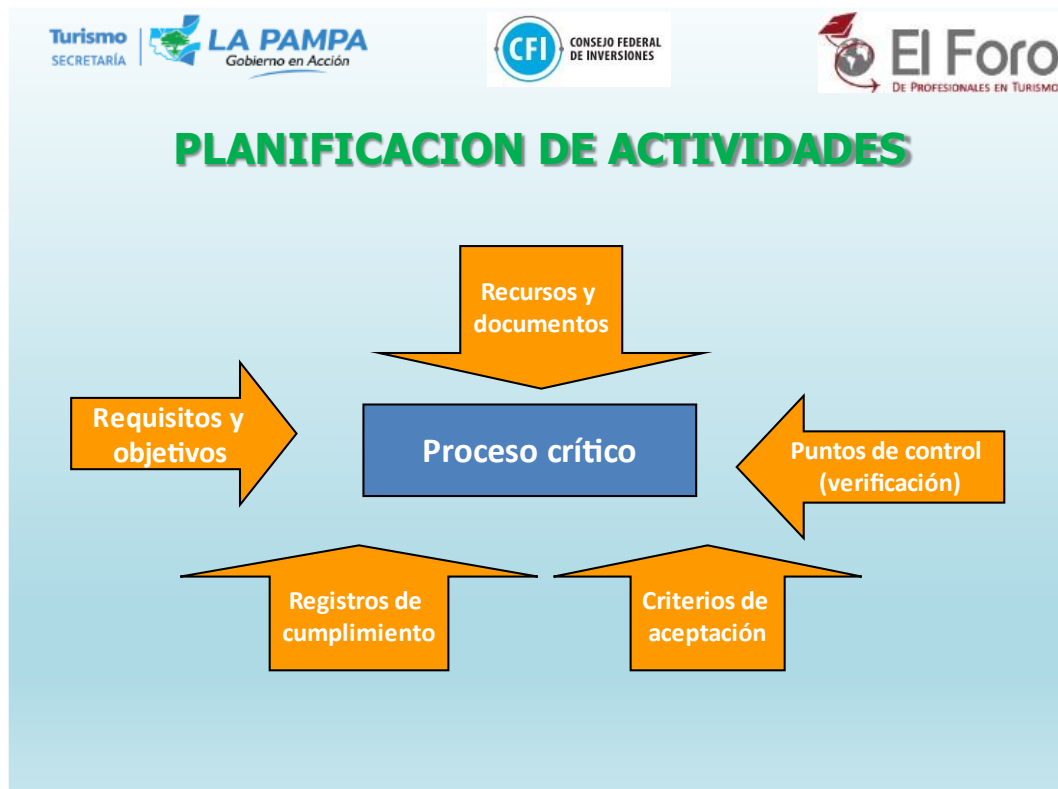 Turismo
SECRETARÍA
LA PAMPA
Gobierno en Acción
CFI
CONSEJO FEDERAL
DE INVERSIONES
El Foro
DE PROFESIONALES EN TURISMO
PLANIFICACION DE ACTIVIDADES
Recursos y
documentos
Requisitos y
objetivos
Proceso crítico
Puntos de control
(verificación)
Registros de
cumplimiento
Criterios de
aceptación